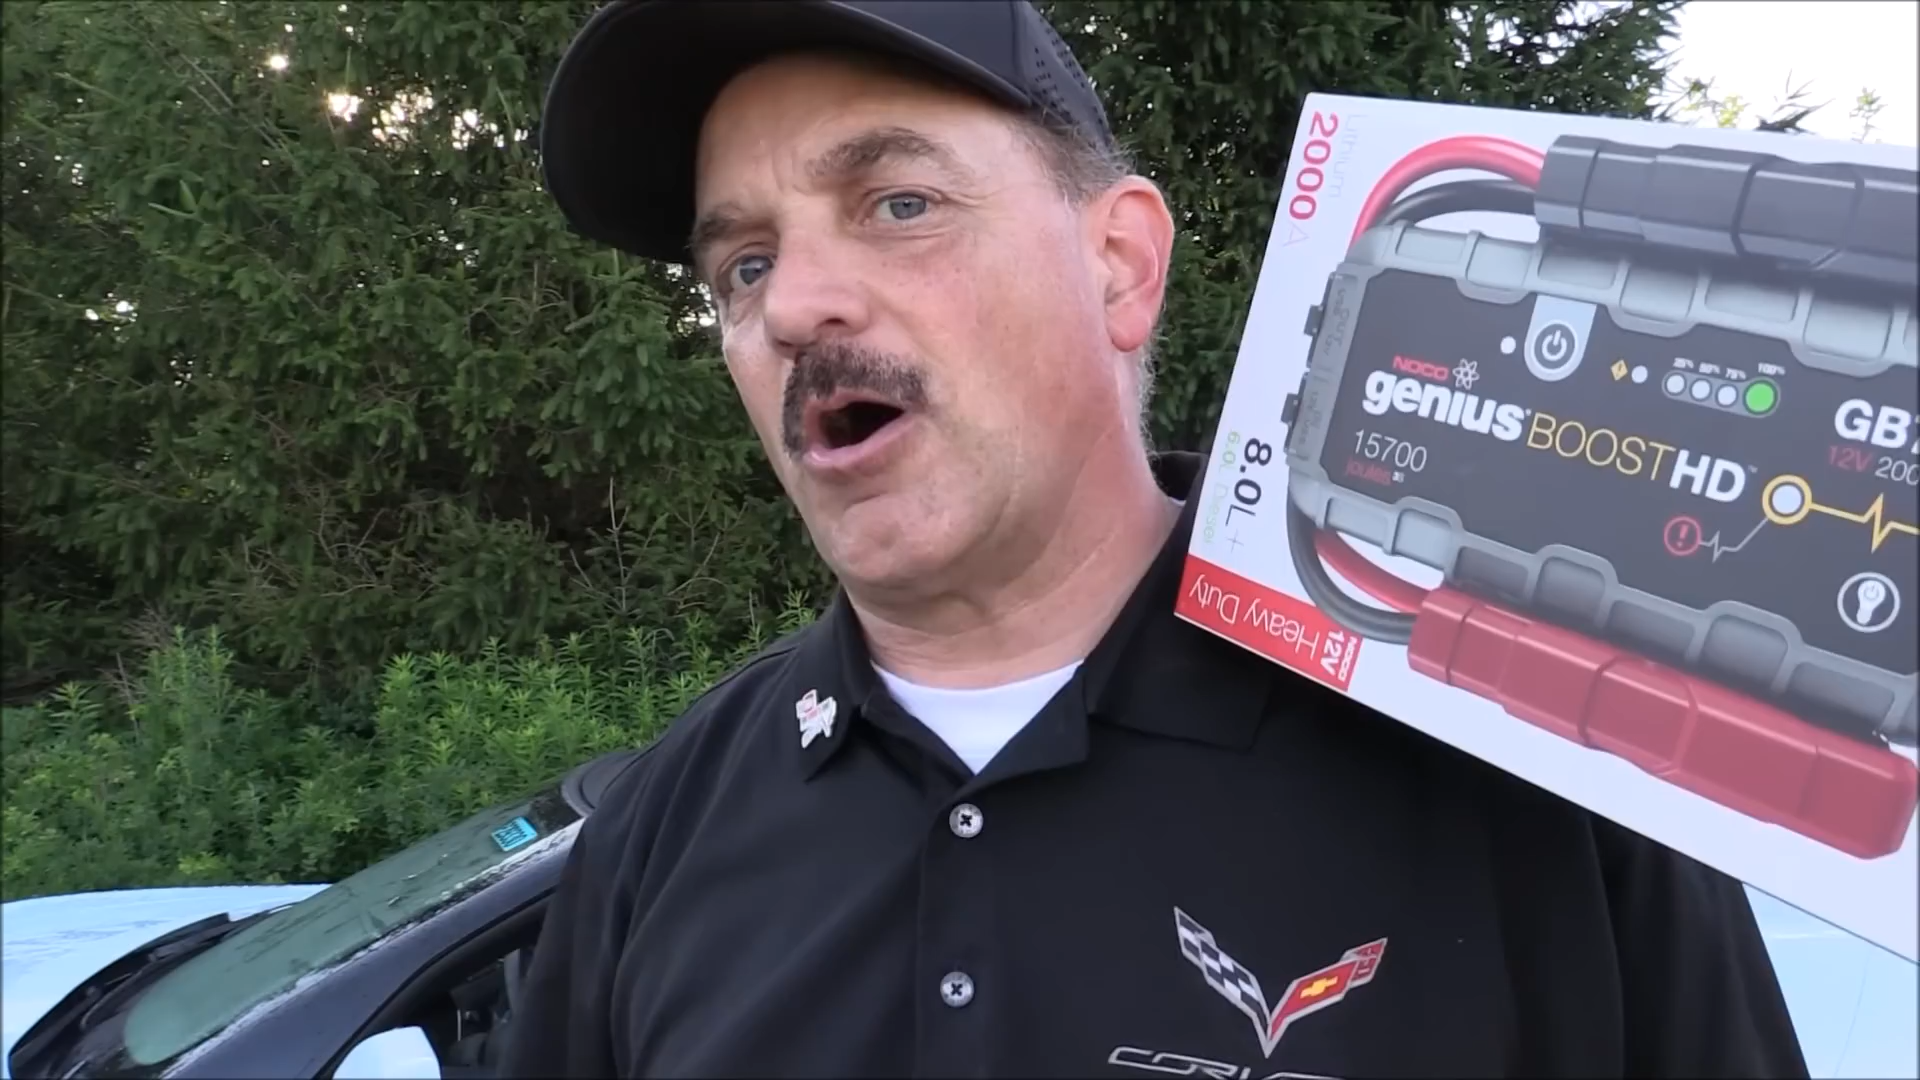 Lithium
2000A
NOCO
genius BOOST HD
15700
joules 3S
25% 50% 75% 100%
GB7
12V 200
8.0L+
6.0L Diesel
Heavy Duty
NOCO
12V